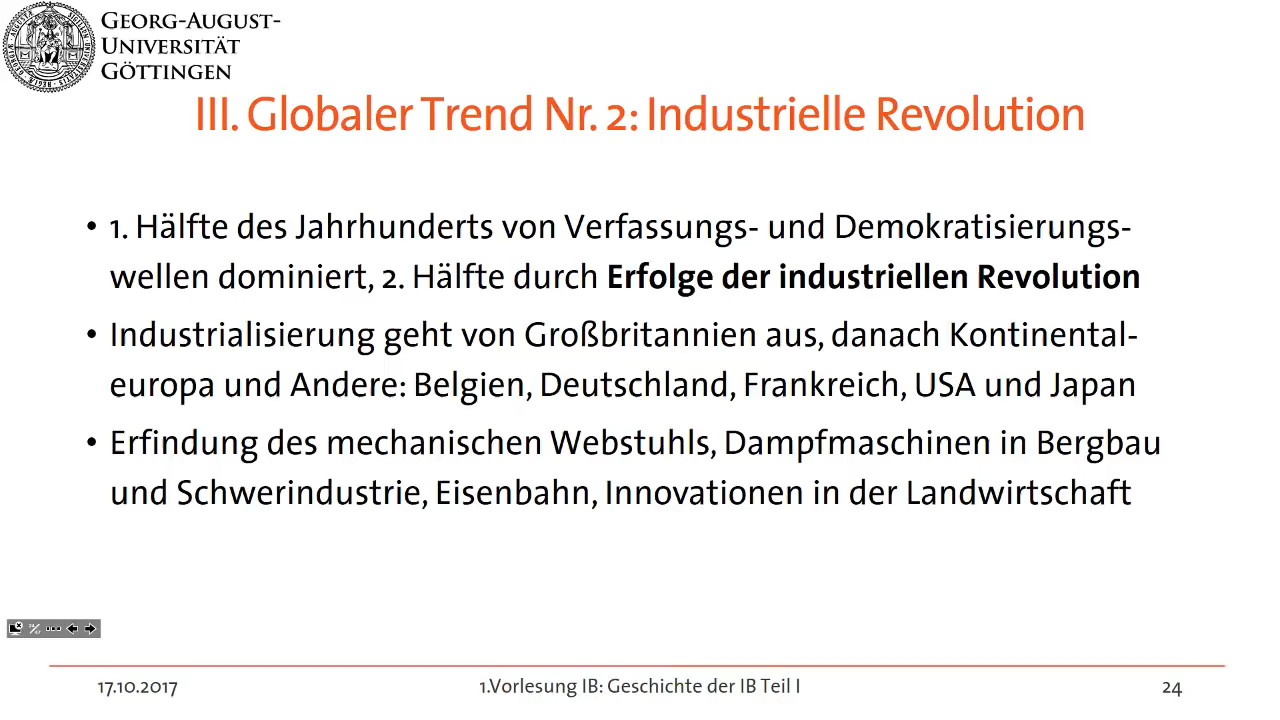 GEORG-AUGUST-
UNIVERSITÄT
GÖTTINGEN
III. Globaler Trend Nr. 2: Industrielle Revolution
• 1. Hälfte des Jahrhunderts von Verfassungs- und Demokratisierungs-
wellen dominiert, 2. Hälfte durch Erfolge der industriellen Revolution
• Industrialisierung geht von Großbritannien aus, danach Kontinental-
europa und Andere: Belgien, Deutschland, Frankreich, USA und Japan
• Erfindung des mechanischen Webstuhls, Dampfmaschinen in Bergbau
und Schwerindustrie, Eisenbahn, Innovationen in der Landwirtschaft
17.10.2017
1.Vorlesung IB: Geschichte der IB Teil I
24